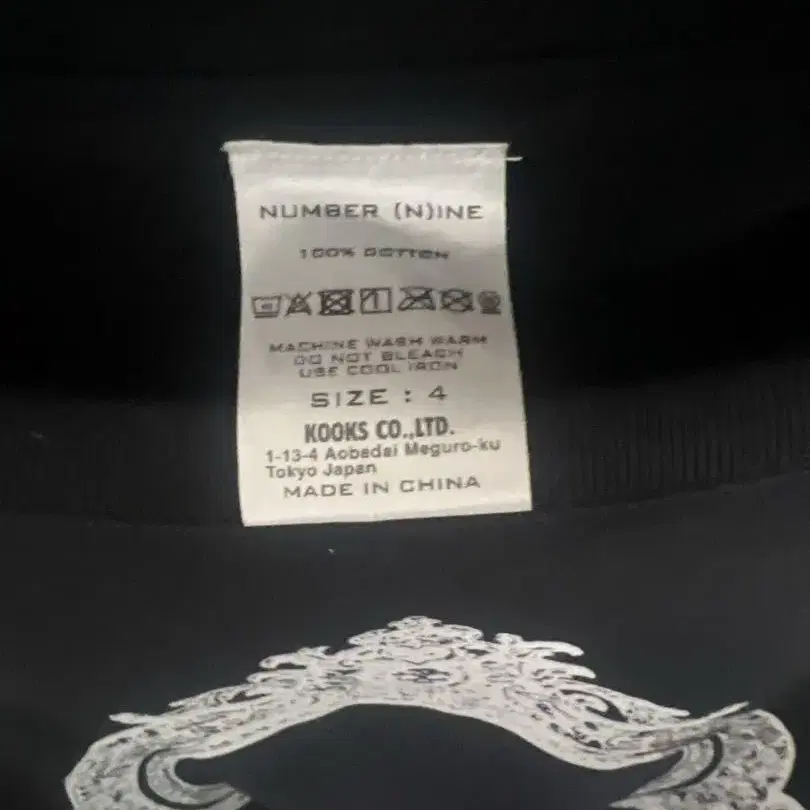 NUMBER (N)INE
100% COTTON
MACHINE WASH WARM
DO NOT BLEACH
USE COOL IRON
SIZE : 4
KOOKS CO.,LTD.
1-13-4 Aobadai Meguro-ku
Tokyo Japan
MADE IN CHINA